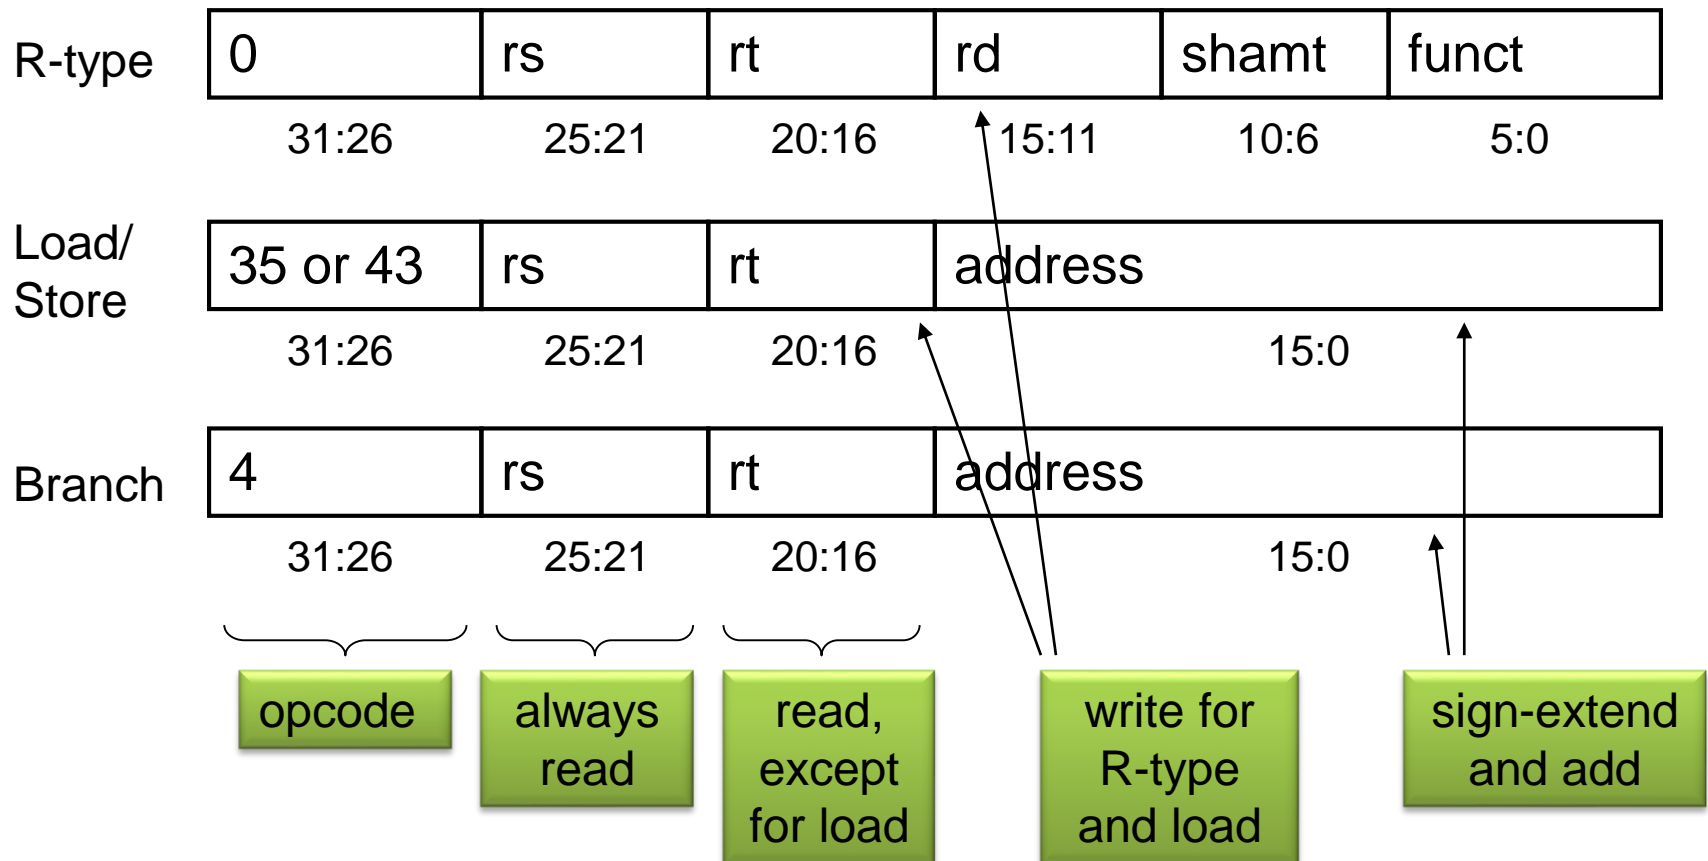 R-type
0 rs rt rd shamt funct
31:26 25:21 20:16 15:11 10:6 5:0
Load/
Store
35 or 43 rs rt address
31:26 25:21 20:16 15:0
Branch
4 rs rt address
31:26 25:21 20:16 15:0
opcode
always
read
read,
except
for load
write for
R-type
and load
sign-extend
and add